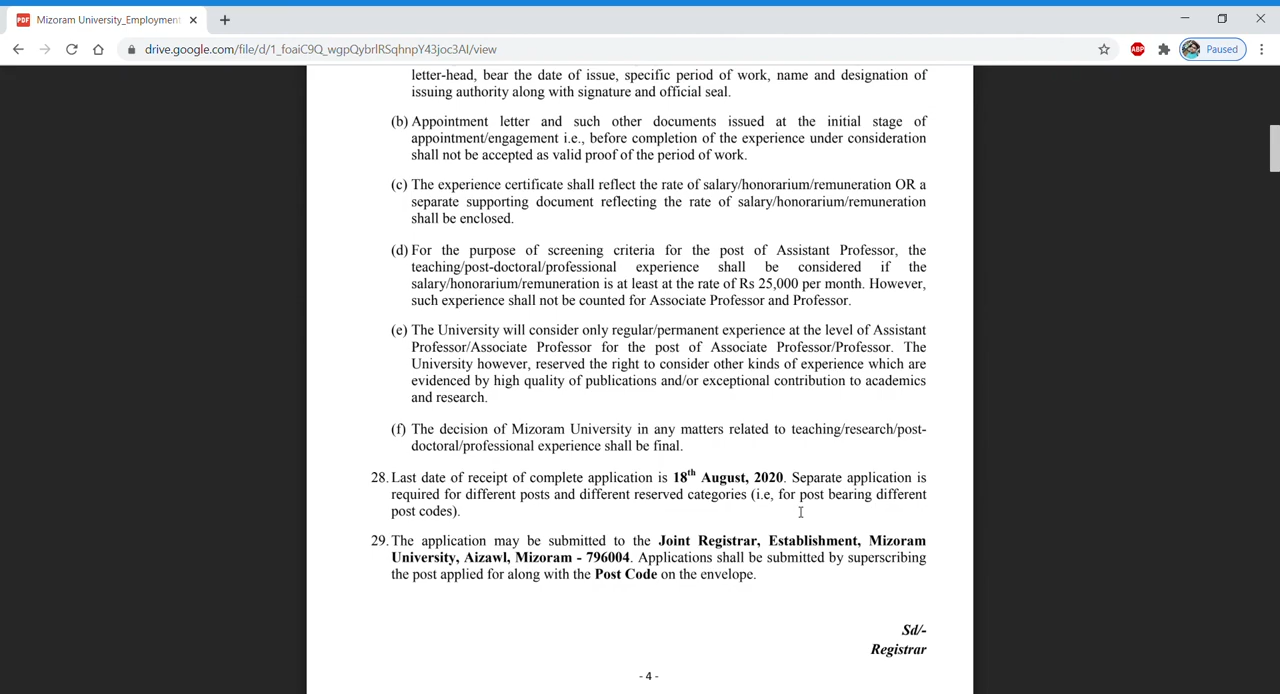 Mizoram University_Employment
drive.google.com/file/d/1_foaiC9Q_wgpQybrlRSqhnpY43joc3Al/view
ABP
Paused
letter-head, bear the date of issue, specific period of work, name and designation of
issuing authority along with signature and official seal.
(b) Appointment letter and such other documents issued at the initial stage of
appointment/engagement i.e., before completion of the experience under consideration
shall not be accepted as valid proof of the period of work.
(c) The experience certificate shall reflect the rate of salary/honorarium/remuneration OR a
separate supporting document reflecting the rate of salary/honorarium/remuneration
shall be enclosed.
(d) For the purpose of screening criteria for the post of Assistant Professor, the
teaching/post-doctoral/professional experience shall be considered if the
salary/honorarium/remuneration is at least at the rate of Rs 25,000 per month. However,
such experience shall not be counted for Associate Professor and Professor.
(e) The University will consider only regular/permanent experience at the level of Assistant
Professor/Associate Professor for the post of Associate Professor/Professor. The
University however, reserved the right to consider other kinds of experience which are
evidenced by high quality of publications and/or exceptional contribution to academics
and research.
(f) The decision of Mizoram University in any matters related to teaching/research/post-
doctoral/professional experience shall be final.
28. Last date of receipt of complete application is 18th August, 2020. Separate application is
required for different posts and different reserved categories (i.e, for post bearing different
post codes).
29. The application may be submitted to the Joint Registrar, Establishment, Mizoram
University, Aizawl, Mizoram - 796004. Applications shall be submitted by superscribing
the post applied for along with the Post Code on the envelope.
Sd/-
Registrar
- 4 -